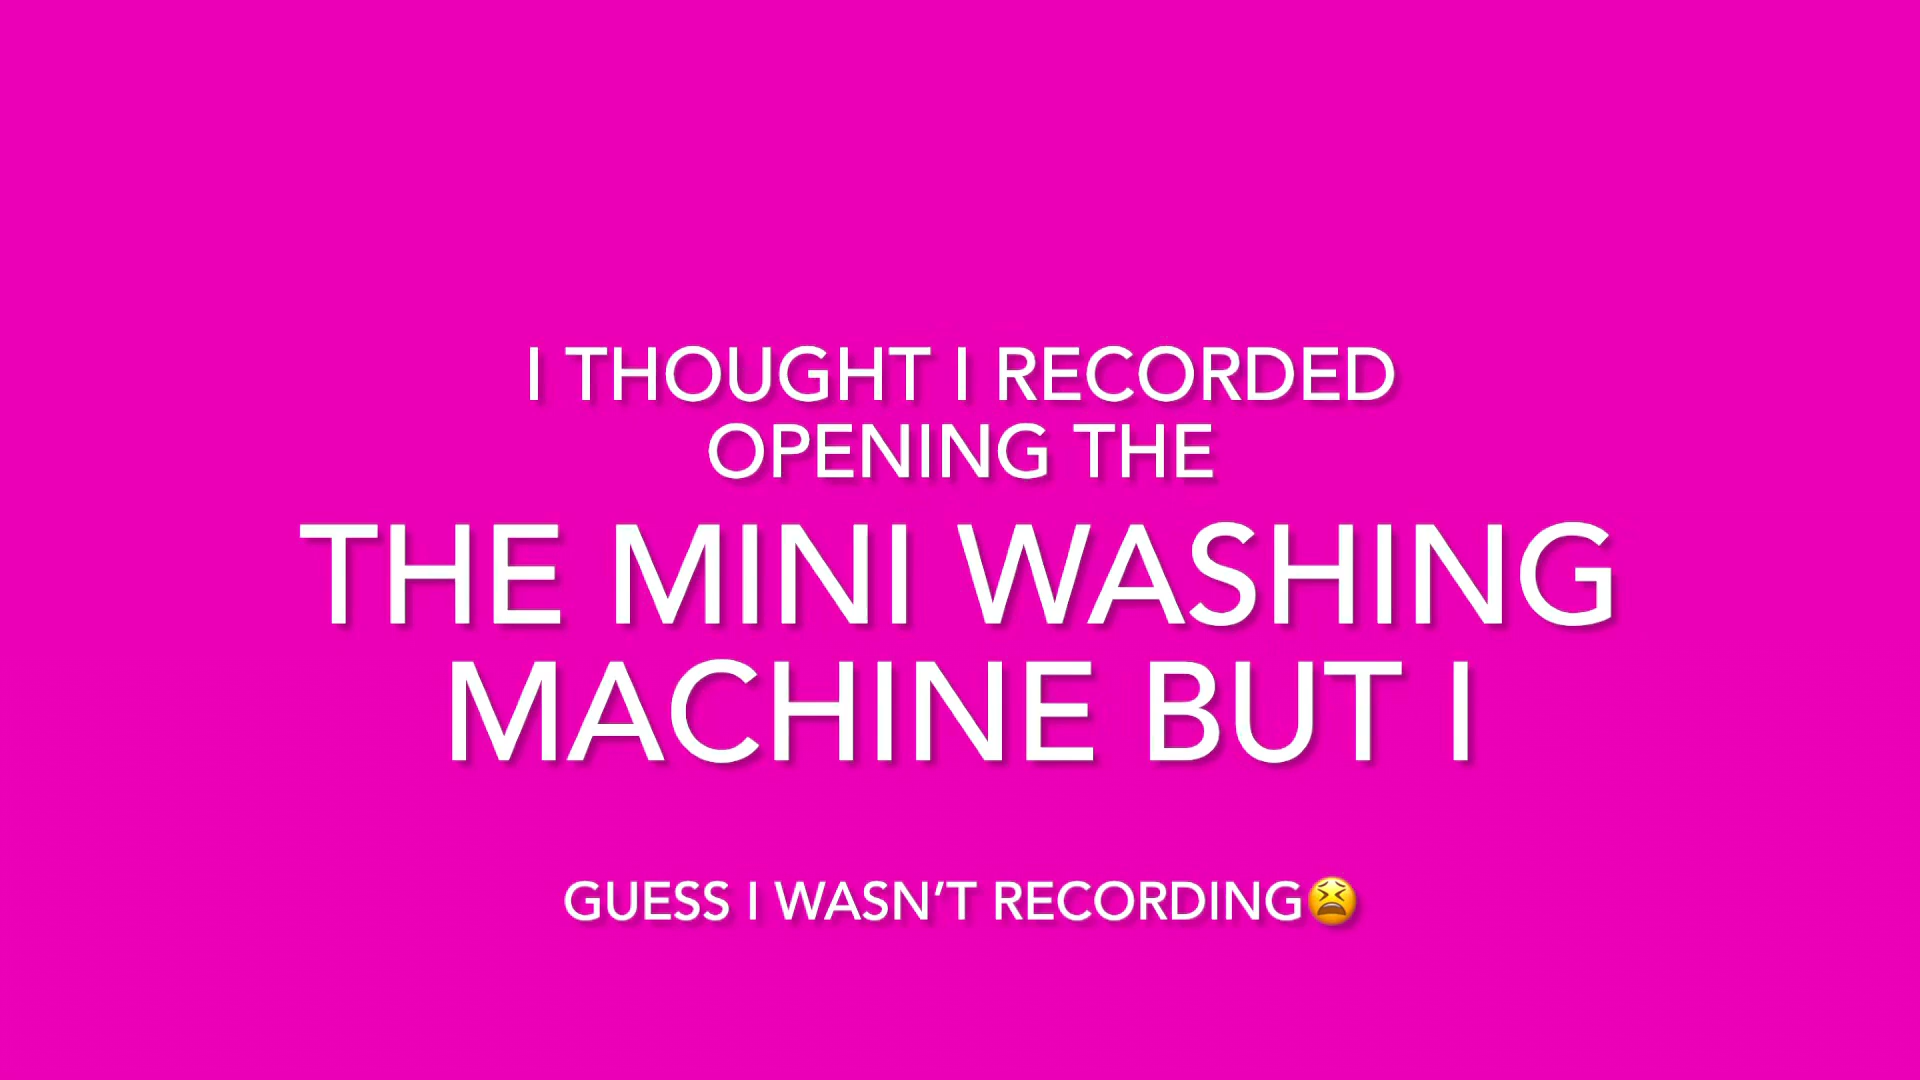 I THOUGHT I RECORDED
OPENING THE
THE MINI WASHING
MACHINE BUT I
GUESS I WASN’T RECORDING😫